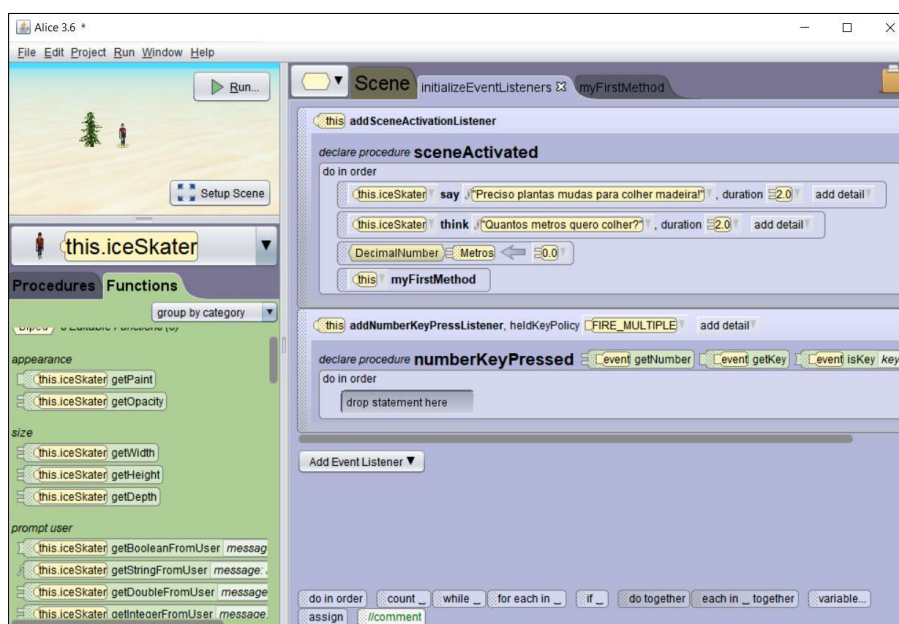 Alice 3.6 *
File Edit Project Run Window Help
Run...
Setup Scene
this.iceSkater
Procedures Functions
group by category
appearance
this.iceSkater getPaint
this.iceSkater getOpacity
size
this.iceSkater getWidth
this.iceSkater getHeight
this.iceSkater getDepth
prompt user
this.iceSkater getBooleanFromUser messag
this.iceSkater getStringFromUser message:
this.iceSkater getDoubleFromUser message
this.iceSkater getIntegerFromUser message:
Scene initializeEventListeners myFirstMethod
this addSceneActivationListener
declare procedure sceneActivated
do in order
this.iceSkater say "Preciso plantas mudas para colher madeira!" , duration 2.0 add detail
this.iceSkater think "Quantos metros quero colher?" , duration 2.0 add detail
DecimalNumber Metros 0.0
this myFirstMethod
this addNumberKeyPressListener, heldKeyPolicy FIRE_MULTIPLE add detail
declare procedure numberKeyPressed event getNumber event getKey event isKey key
do in order
drop statement here
Add Event Listener
do in order count _ while _ for each in _ if _ do together each in _ together variable...
assign //comment